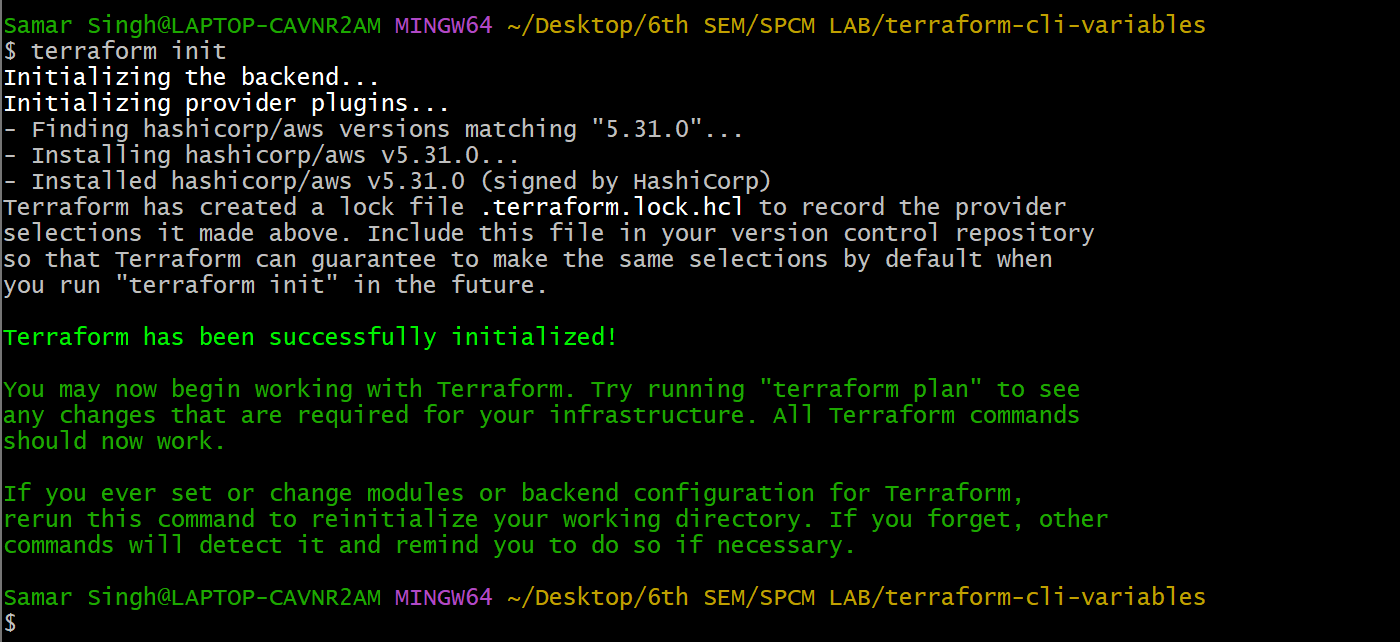 Samar Singh@LAPTOP-CAVNR2AM MINGW64 ~/Desktop/6th SEM/SPCM LAB/terraform-cli-variables
$ terraform init
Initializing the backend...
Initializing provider plugins...
- Finding hashicorp/aws versions matching "5.31.0"...
- Installing hashicorp/aws v5.31.0...
- Installed hashicorp/aws v5.31.0 (signed by HashiCorp)
Terraform has created a lock file .terraform.lock.hcl to record the provider
selections it made above. Include this file in your version control repository
so that Terraform can guarantee to make the same selections by default when
you run "terraform init" in the future.
Terraform has been successfully initialized!
You may now begin working with Terraform. Try running "terraform plan" to see
any changes that are required for your infrastructure. All Terraform commands
should now work.
If you ever set or change modules or backend configuration for Terraform,
rerun this command to reinitialize your working directory. If you forget, other
commands will detect it and remind you to do so if necessary.
Samar Singh@LAPTOP-CAVNR2AM MINGW64 ~/Desktop/6th SEM/SPCM LAB/terraform-cli-variables
$